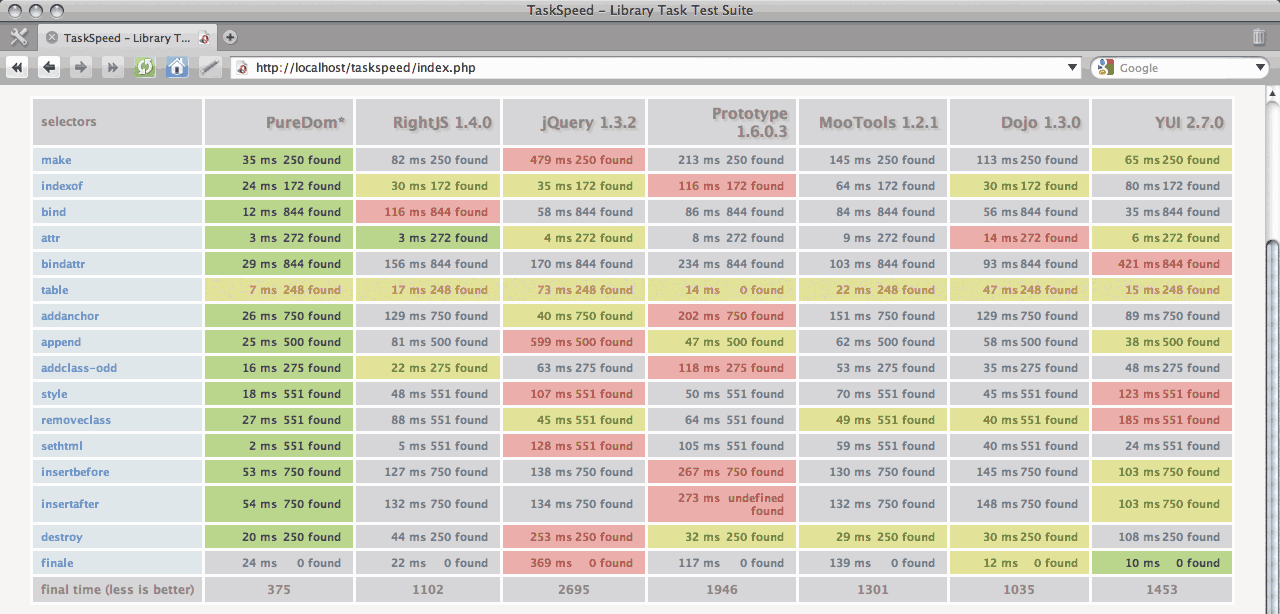 TaskSpeed – Library Task Test Suite
TaskSpeed – Library T...
http://localhost/taskspeed/index.php
Google
selectors PureDom* RightJS 1.4.0 jQuery 1.3.2 Prototype 1.6.0.3 MooTools 1.2.1 Dojo 1.3.0 YUI 2.7.0
make 35 ms 250 found 82 ms 250 found 479 ms 250 found 213 ms 250 found 145 ms 250 found 113 ms 250 found 65 ms 250 found
indexof 24 ms 172 found 30 ms 172 found 35 ms 172 found 116 ms 172 found 64 ms 172 found 30 ms 172 found 80 ms 172 found
bind 12 ms 844 found 116 ms 844 found 58 ms 844 found 86 ms 844 found 84 ms 844 found 56 ms 844 found 35 ms 844 found
attr 3 ms 272 found 3 ms 272 found 4 ms 272 found 8 ms 272 found 9 ms 272 found 14 ms 272 found 6 ms 272 found
bindattr 29 ms 844 found 156 ms 844 found 170 ms 844 found 234 ms 844 found 103 ms 844 found 93 ms 844 found 421 ms 844 found
table 7 ms 248 found 17 ms 248 found 73 ms 248 found 14 ms 0 found 22 ms 248 found 47 ms 248 found 15 ms 248 found
addanchor 26 ms 750 found 129 ms 750 found 40 ms 750 found 202 ms 750 found 151 ms 750 found 129 ms 750 found 89 ms 750 found
append 25 ms 500 found 81 ms 500 found 599 ms 500 found 47 ms 500 found 62 ms 500 found 58 ms 500 found 38 ms 500 found
addclass-odd 16 ms 275 found 22 ms 275 found 63 ms 275 found 118 ms 275 found 53 ms 275 found 35 ms 275 found 48 ms 275 found
style 18 ms 551 found 48 ms 551 found 107 ms 551 found 50 ms 551 found 70 ms 551 found 45 ms 551 found 123 ms 551 found
removeclass 27 ms 551 found 88 ms 551 found 45 ms 551 found 64 ms 551 found 49 ms 551 found 40 ms 551 found 185 ms 551 found
sethtml 2 ms 551 found 5 ms 551 found 128 ms 551 found 105 ms 551 found 59 ms 551 found 40 ms 551 found 24 ms 551 found
insertbefore 53 ms 750 found 127 ms 750 found 138 ms 750 found 267 ms 750 found 130 ms 750 found 145 ms 750 found 103 ms 750 found
insertafter 54 ms 750 found 132 ms 750 found 134 ms 750 found 273 ms undefined found 132 ms 750 found 148 ms 750 found 103 ms 750 found
destroy 20 ms 250 found 44 ms 250 found 253 ms 250 found 32 ms 250 found 29 ms 250 found 30 ms 250 found 108 ms 250 found
finale 24 ms 0 found 22 ms 0 found 369 ms 0 found 117 ms 0 found 139 ms 0 found 12 ms 0 found 10 ms 0 found
final time (less is better) 375 1102 2695 1946 1301 1035 1453